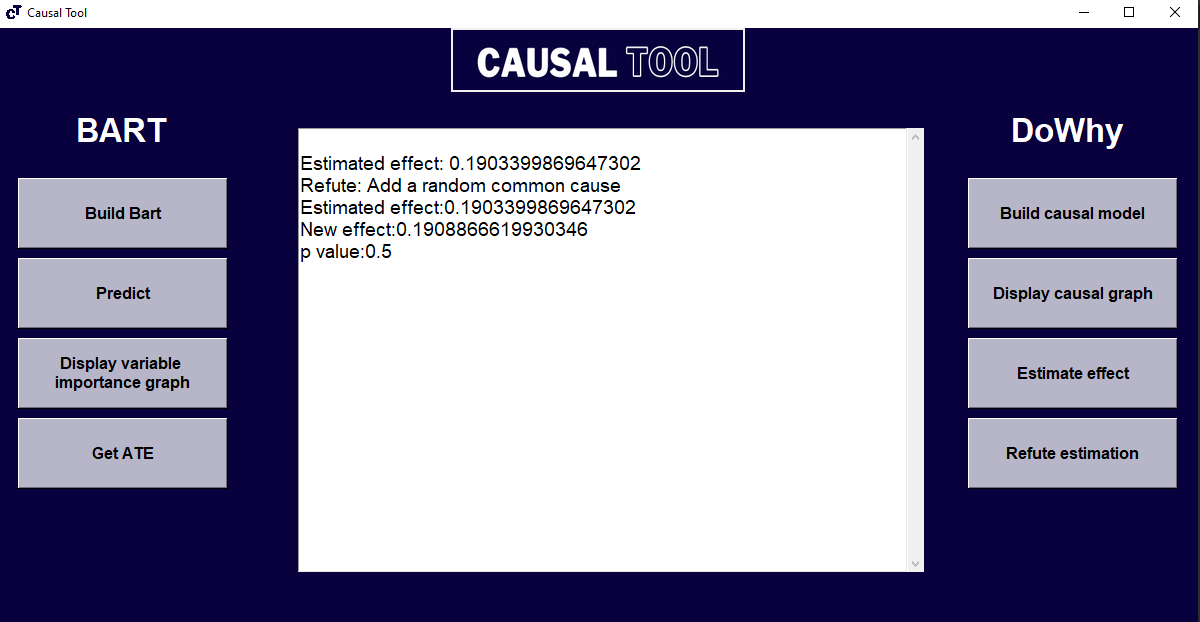 CT Causal Tool
CAUSAL TOOL
BART
Build Bart
Predict
Display variable
importance graph
Get ATE
Estimated effect: 0.1903399869647302
Refute: Add a random common cause
Estimated effect:0.1903399869647302
New effect:0.1908866619930346
p value:0.5
DoWhy
Build causal model
Display causal graph
Estimate effect
Refute estimation